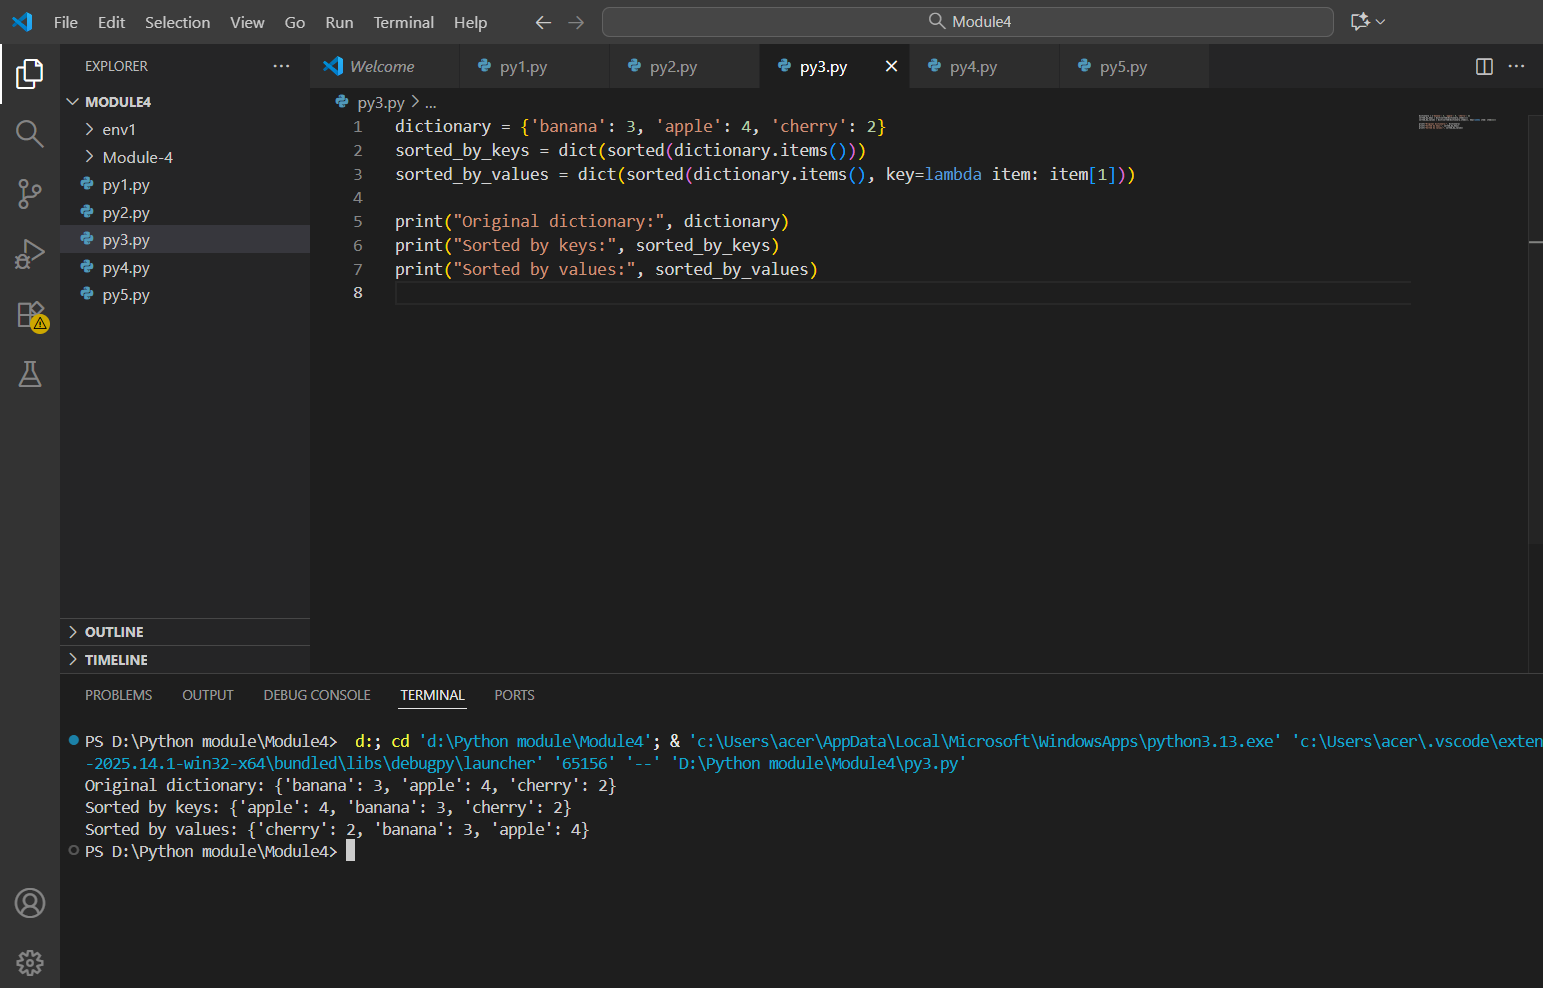 File Edit Selection View Go Run Terminal Help Module4
EXPLORER
Welcome py1.py py2.py py3.py py4.py py5.py
MODULE4
env1
Module-4
py1.py
py2.py
py3.py
py4.py
py5.py
OUTLINE
TIMELINE
py3.py > ...
1 dictionary = {'banana': 3, 'apple': 4, 'cherry': 2}
2 sorted_by_keys = dict(sorted(dictionary.items()))
3 sorted_by_values = dict(sorted(dictionary.items(), key=lambda item: item[1]))
4
5 print("Original dictionary:", dictionary)
6 print("Sorted by keys:", sorted_by_keys)
7 print("Sorted by values:", sorted_by_values)
8
PROBLEMS OUTPUT DEBUG CONSOLE TERMINAL PORTS
PS D:\Python module\Module4> d:; cd 'd:\Python module\Module4'; & 'c:\Users\acer\AppData\Local\Microsoft\WindowsApps\python3.13.exe' 'c:\Users\acer\.vscode\exten
-2025.14.1-win32-x64\bundled\libs\debugpy\launcher' '65156' '--' 'D:\Python module\Module4\py3.py'
Original dictionary: {'banana': 3, 'apple': 4, 'cherry': 2}
Sorted by keys: {'apple': 4, 'banana': 3, 'cherry': 2}
Sorted by values: {'cherry': 2, 'banana': 3, 'apple': 4}
PS D:\Python module\Module4>